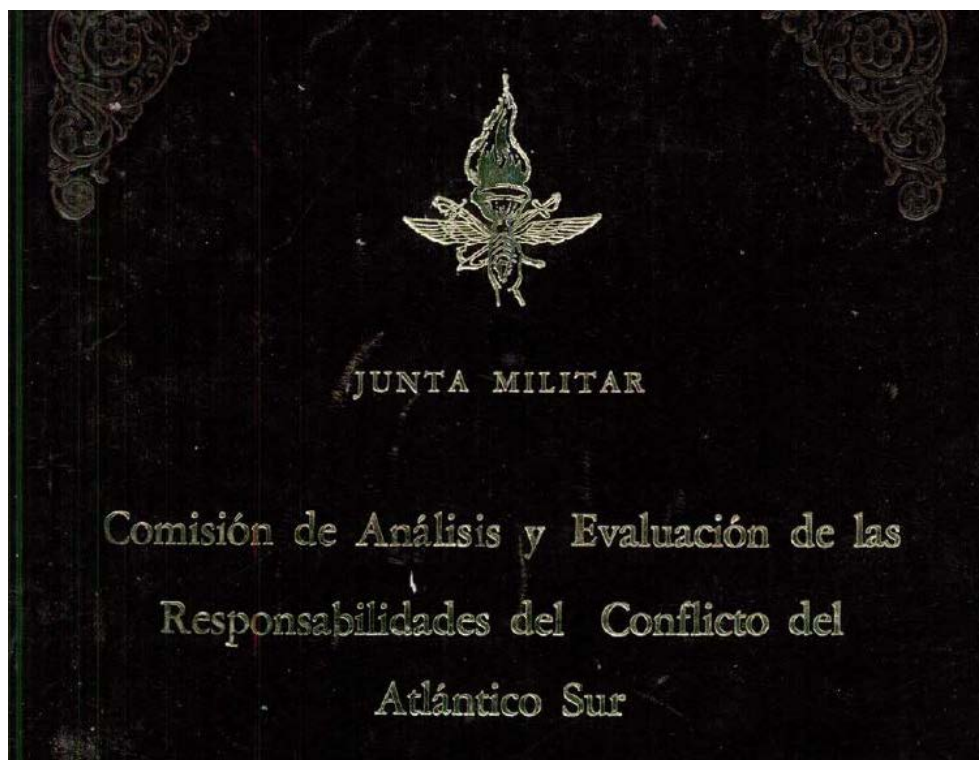 JUNTA MILITAR
Comisión de Análisis y Evaluación de las
Responsabilidades del Conflicto del
Atlántico Sur